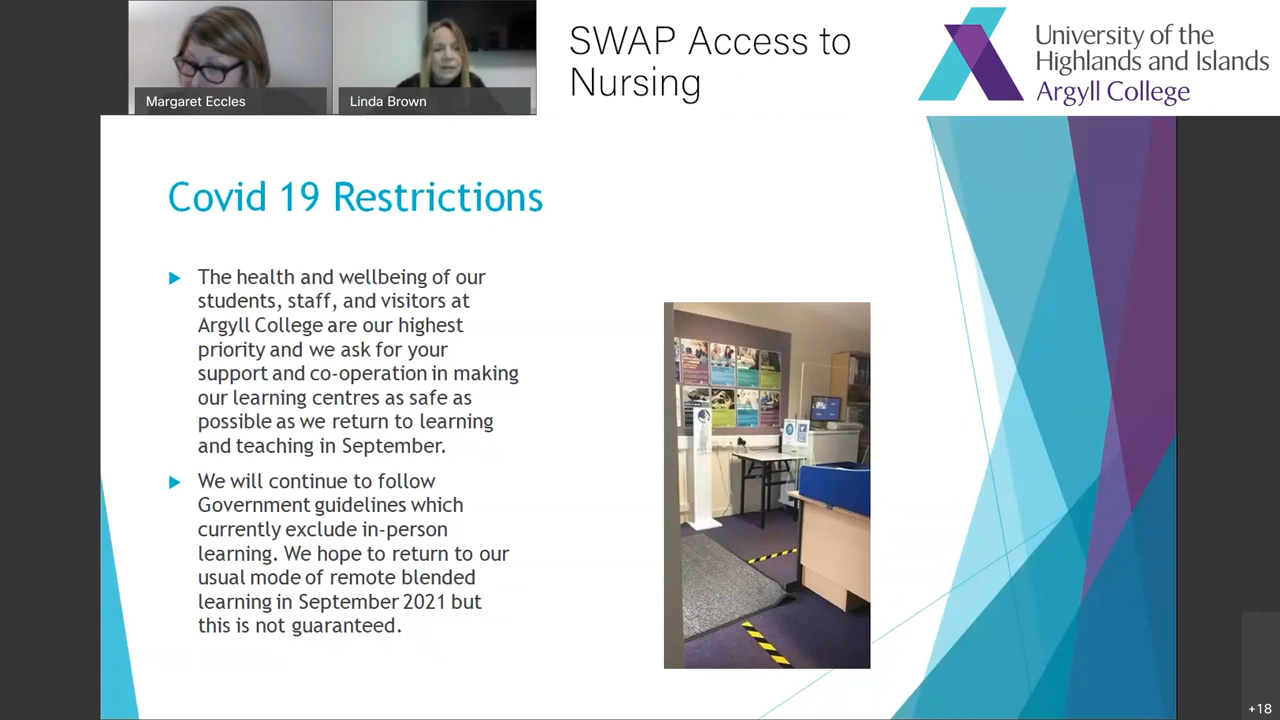 Margaret Eccles
Linda Brown
SWAP Access to
Nursing
University of the
Highlands and Islands
Argyll College
Covid 19 Restrictions
The health and wellbeing of our
students, staff, and visitors at
Argyll College are our highest
priority and we ask for your
support and co-operation in making
our learning centres as safe as
possible as we return to learning
and teaching in September.
We will continue to follow
Government guidelines which
currently exclude in-person
learning. We hope to return to our
usual mode of remote blended
learning in September 2021 but
this is not guaranteed.
+18